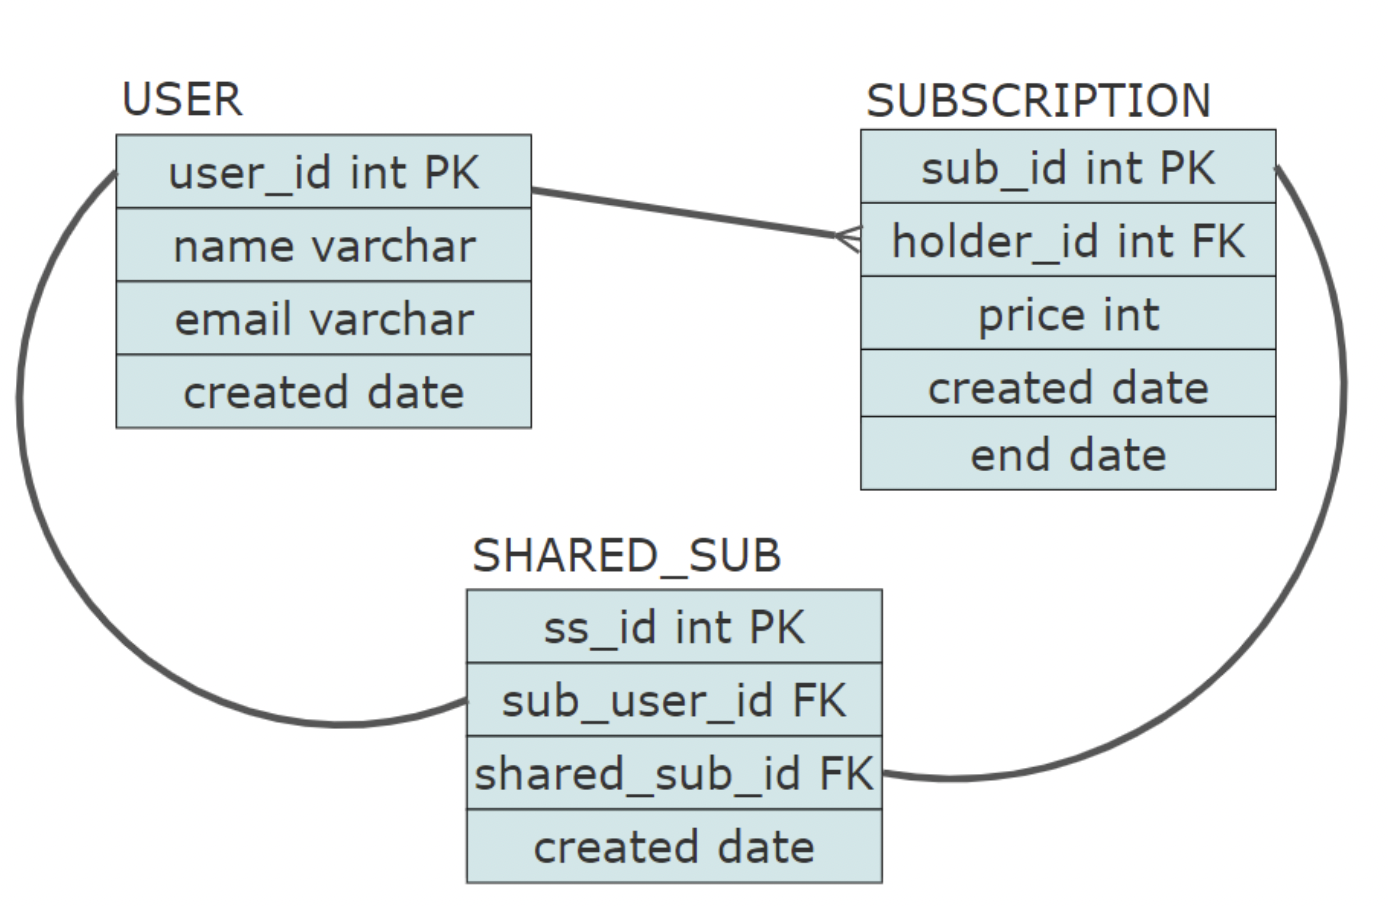 USER
user_id int PK
name varchar
email varchar
created date
SUBSCRIPTION
sub_id int PK
holder_id int FK
price int
created date
end date
SHARED_SUB
ss_id int PK
sub_user_id FK
shared_sub_id FK
created date